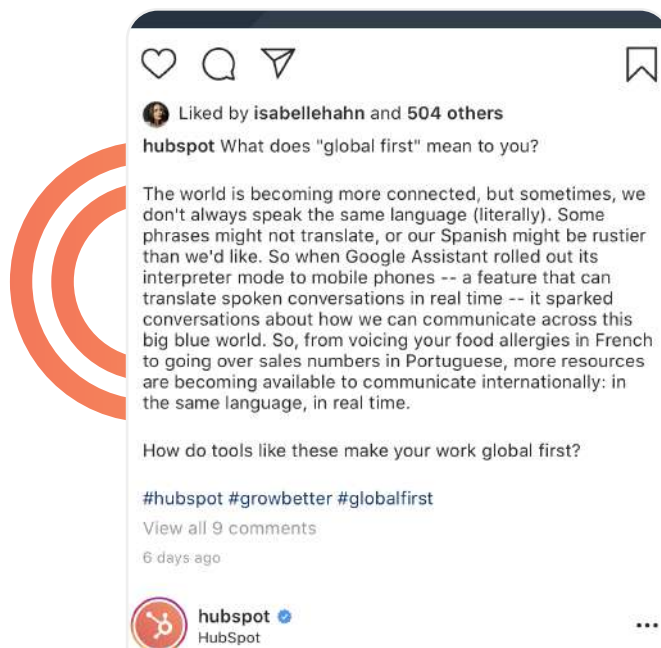 Liked by isabellehahn and 504 others
hubspot What does "global first" mean to you?
The world is becoming more connected, but sometimes, we
don't always speak the same language (literally). Some
phrases might not translate, or our Spanish might be rustier
than we'd like. So when Google Assistant rolled out its
interpreter mode to mobile phones -- a feature that can
translate spoken conversations in real time -- it sparked
conversations about how we can communicate across this
big blue world. So, from voicing your food allergies in French
to going over sales numbers in Portuguese, more resources
are becoming available to communicate internationally: in
the same language, in real time.
How do tools like these make your work global first?
#hubspot #growbetter #globalfirst
View all 9 comments
6 days ago
hubspot
HubSpot